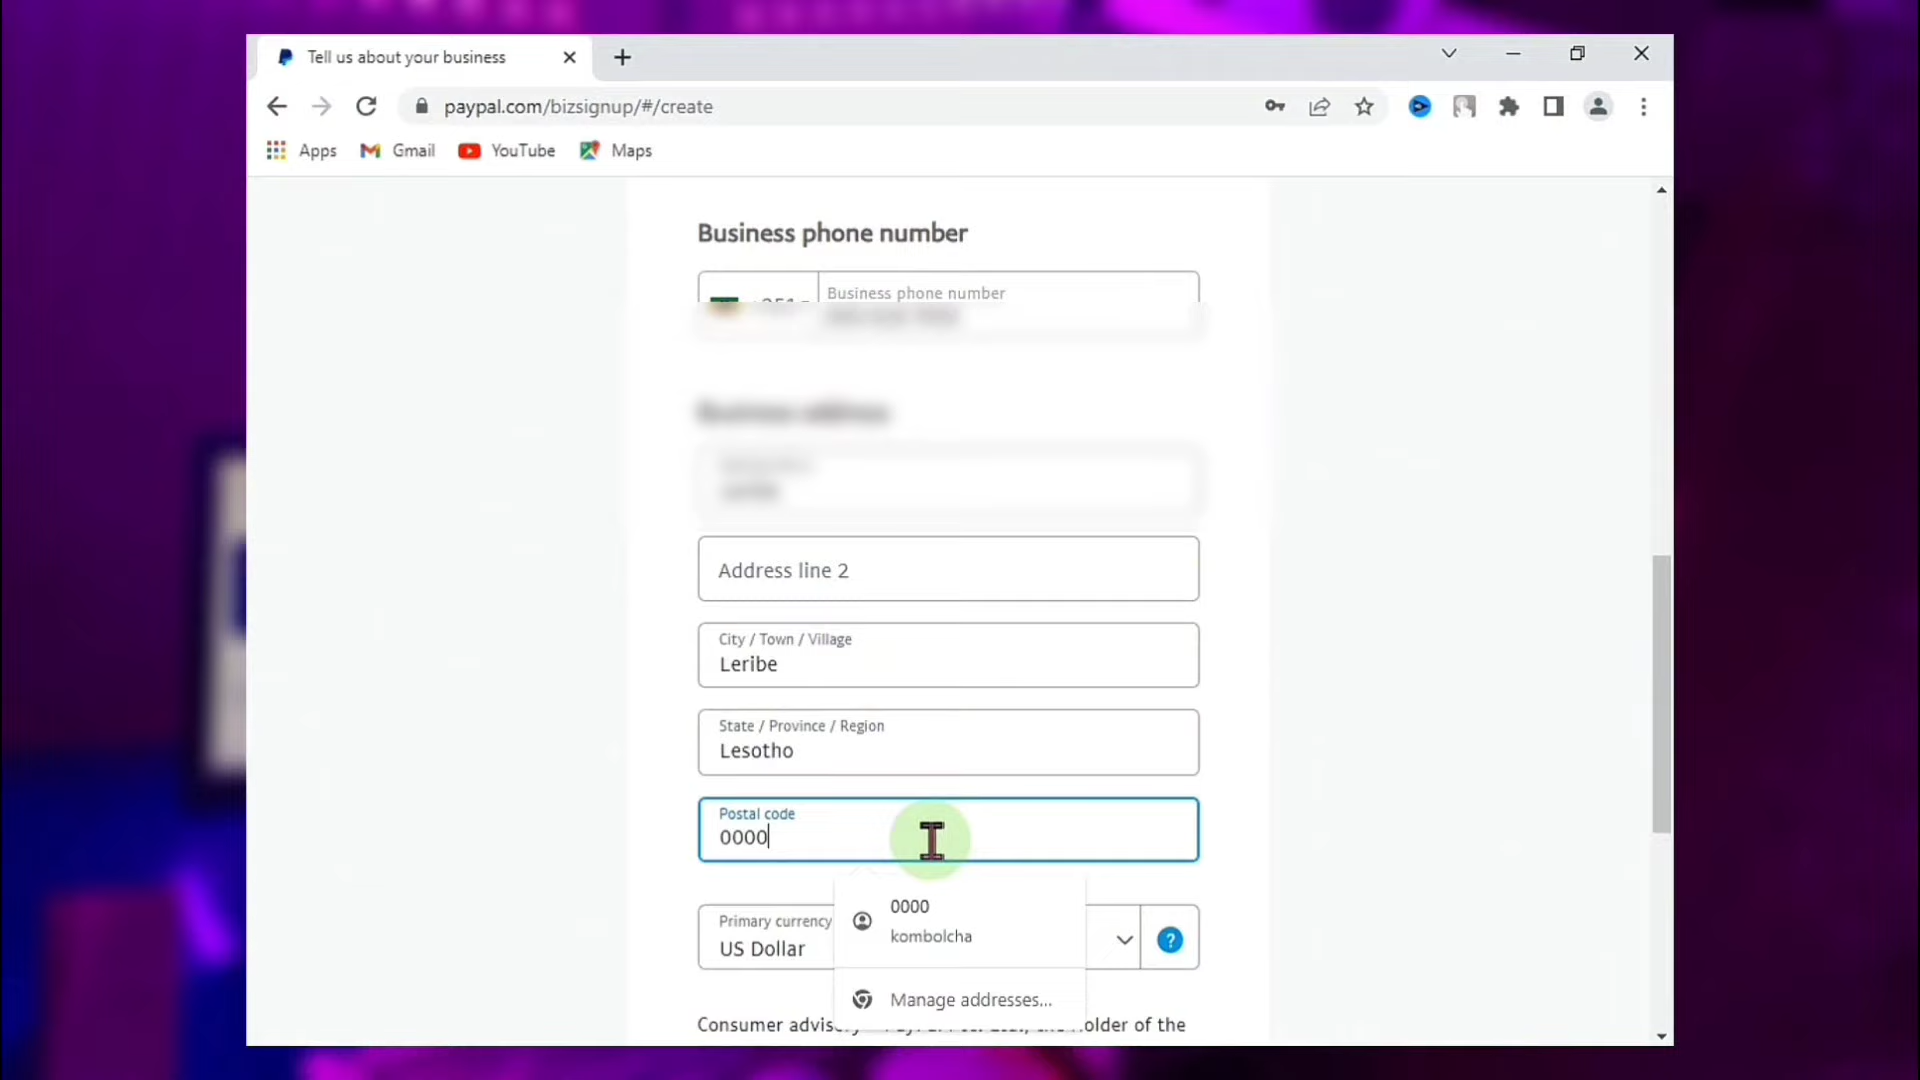 Tell us about your business
paypal.com/bizsignup/#/create
Apps Gmail YouTube Maps
Business phone number
Business phone number
Address line 2
City / Town / Village
Leribe
State / Province / Region
Lesotho
Postal code
0000
0000
kombolcha
Primary currency
US Dollar
?
Manage addresses...
Consumer advisory
holder of the